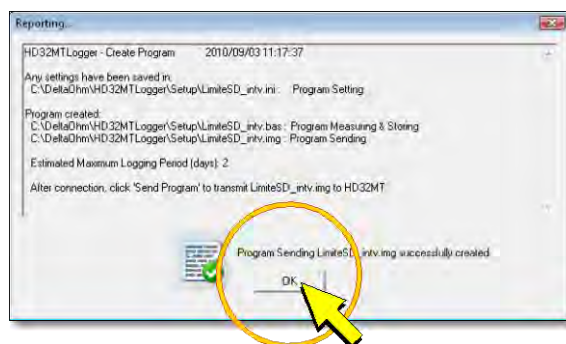 Reporting...
HD32MTLogger - Create Program 2010/09/03 11:17:37
Any settings have been saved in:
C:\DeltaOhm\HD32MTLogger\Setup\LimiteSD_intv.ini : Program Setting
Program created:
C:\DeltaOhm\HD32MTLogger\Setup\LimiteSD_intv.bas : Program Measuring & Storing
C:\DeltaOhm\HD32MTLogger\Setup\LimiteSD_intv.img : Program Sending
Estimated Maximum Logging Period (days): 2
After connection, click 'Send Program' to transmit LimiteSD_intv.img to HD32MT
Program Sending LimiteSD_intv.img successfully created
OK